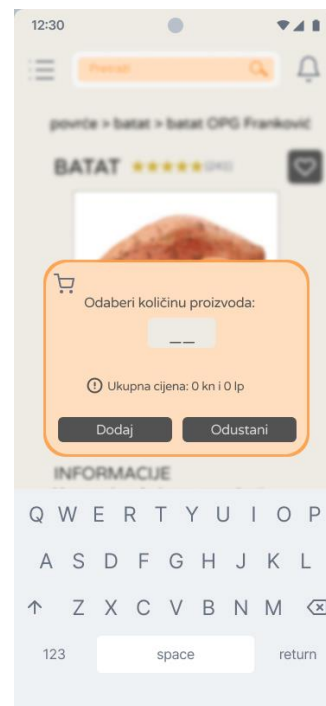 12:30
Pretraži
povrće > batat > batat OPG Franković
BATAT
Odaberi količinu proizvoda:
__
Ukupna cijena: 0 kn i 0 lp
Dodaj Odustani
INFORMACIJE
Q W E R T Y U I O P
A S D F G H J K L
Z X C V B N M
123 space return